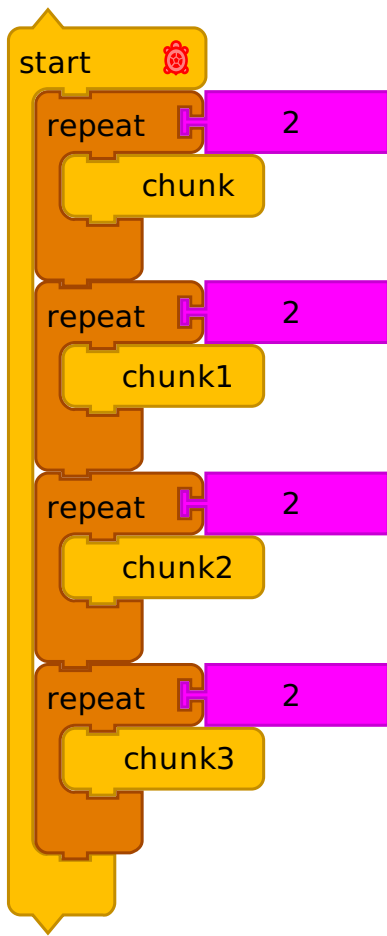 start
repeat 2
chunk
repeat 2
chunk1
repeat 2
chunk2
repeat 2
chunk3